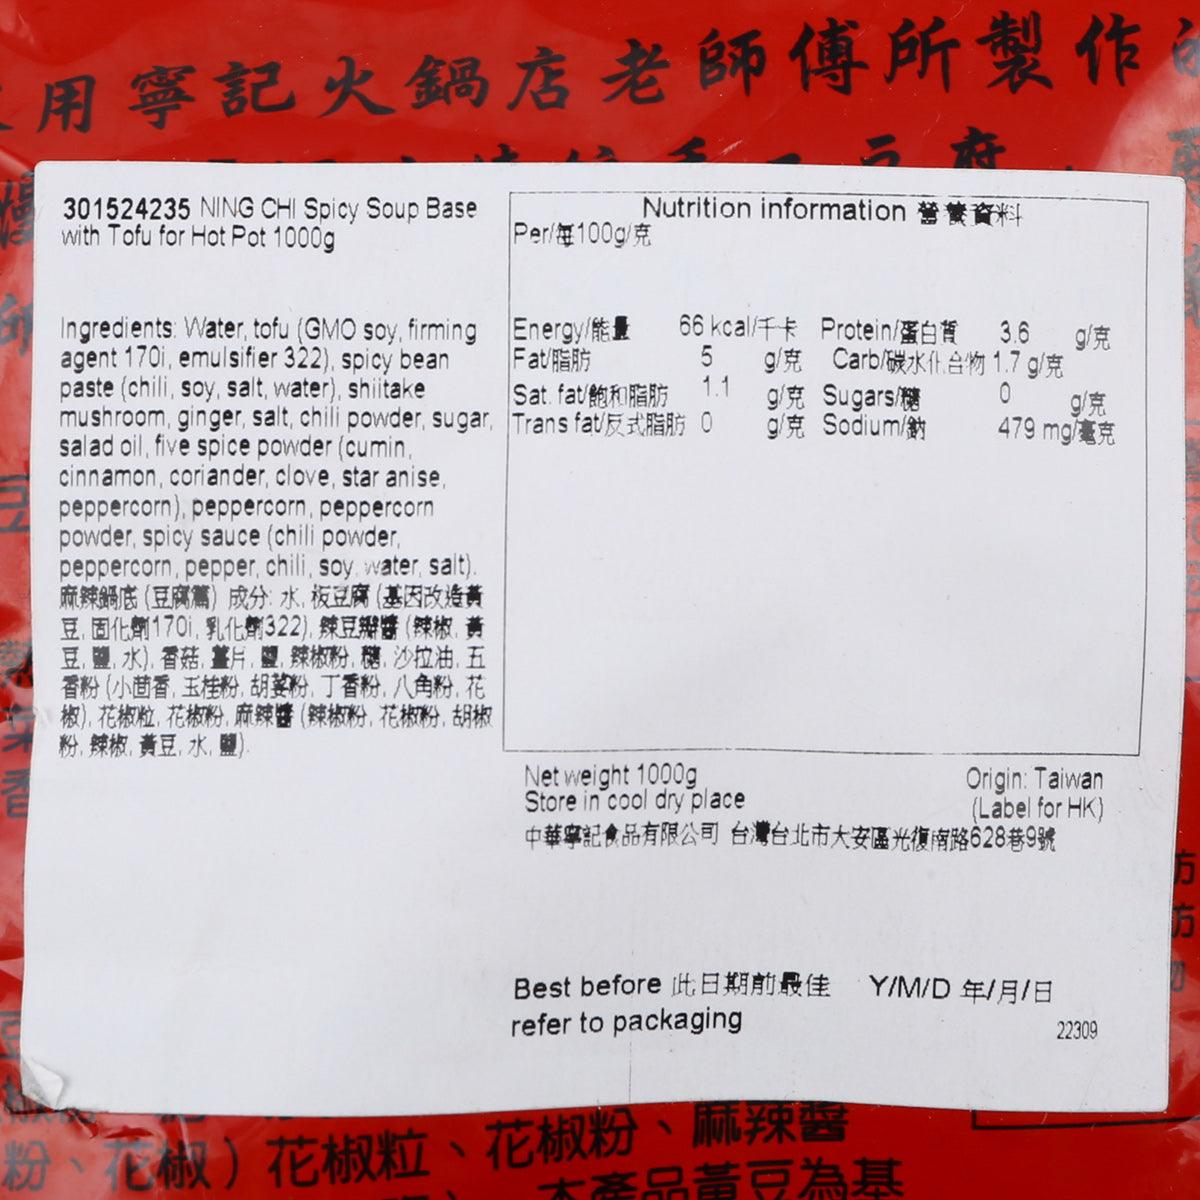 用寧記火鍋店老師傅所製作的
301524235 NING CHI Spicy Soup Base
with Tofu for Hot Pot 1000g
Ingredients: Water, tofu (GMO soy, firming
agent 170i, emulsifier 322), spicy bean
paste (chili, soy, salt, water), shiitake
mushroom, ginger, salt, chili powder, sugar,
salad oil, five spice powder (cumin,
cinnamon, coriander, clove, star anise,
peppercorn), peppercorn, peppercorn
powder, spicy sauce (chili powder,
peppercorn, pepper, chili, soy, water, salt).
麻辣鍋底 (豆腐篇) 成分: 水, 板豆腐 (基因改造黃
豆, 固化劑170i, 乳化劑322), 辣豆瓣醬 (辣椒, 黃
豆, 鹽, 水), 香菇, 薑片, 鹽, 辣椒粉, 糖, 沙拉油, 五
香粉 (小茴香, 玉桂粉, 胡荽粉, 丁香粉, 八角粉, 花
椒), 花椒粒, 花椒粉, 麻辣醬 (辣椒粉, 花椒粉, 胡椒
粉, 辣椒, 黃豆, 水, 鹽).
Nutrition information 營養資料
Per/每100g/克
Energy/能量 66 kcal/千卡 Protein/蛋白質 3.6 g/克
Fat/脂肪 5 g/克 Carb/碳水化合物 1.7 g/克
Sat. fat/飽和脂肪 1.1 g/克 Sugars/糖 0 g/克
Trans fat/反式脂肪 0 g/克 Sodium/鈉 479 mg/毫克
Net weight 1000g Origin: Taiwan
Store in cool dry place (Label for HK)
中華寧記食品有限公司 台灣台北市大安區光復南路628巷9號
Best before 此日期前最佳 Y/M/D 年/月/日
refer to packaging
22309
粉、花椒）花椒粒、花椒粉、麻辣醬
本產品黃豆為基